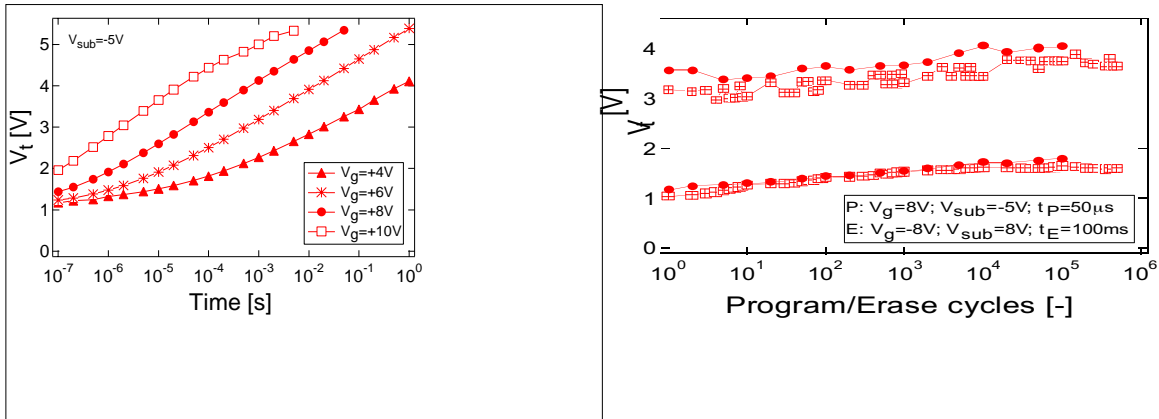 V_sub=-5V
V_t [V]
5
4
3
2
1
0
V_g=+4V
V_g=+6V
V_g=+8V
V_g=+10V
10^-7 10^-6 10^-5 10^-4 10^-3 10^-2 10^-1 10^0
Time [s]
V_t [V]
4
3
2
1
0
P: V_g=8V; V_sub=-5V; t_P=50μs
E: V_g=-8V; V_sub=8V; t_E=100ms
10^0 10^1 10^2 10^3 10^4 10^5 10^6
Program/Erase cycles [-]